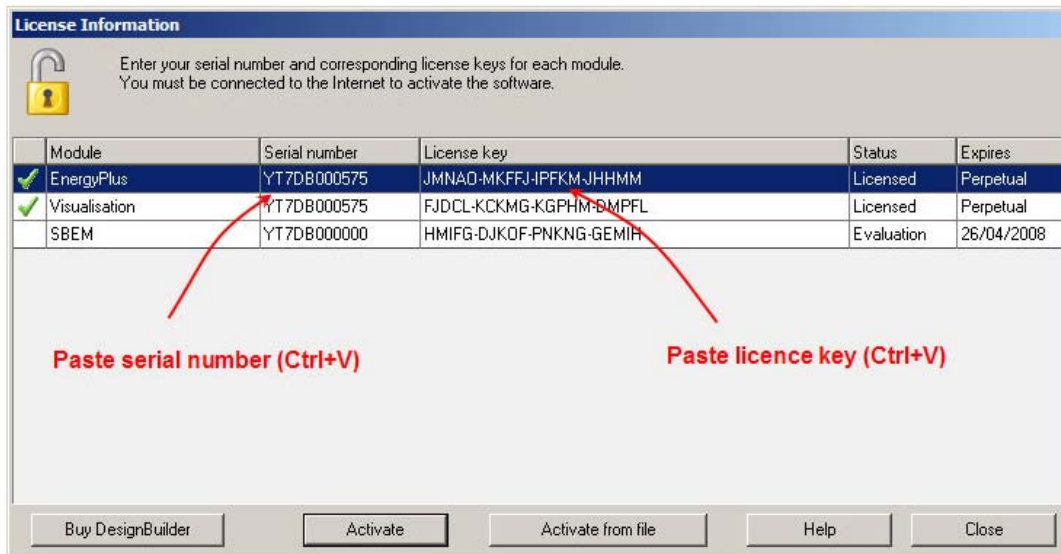 License Information
Enter your serial number and corresponding license keys for each module.
You must be connected to the Internet to activate the software.
Module Serial number License key Status Expires
EnergyPlus YT7DB000575 JMNAO-MKFFJ-IPFKM-JHHMM Licensed Perpetual
Visualisation YT7DB000575 FJDCL-KCKMG-KGPHM-DMPFL Licensed Perpetual
SBEM YT7DB000000 HMIFG-DJKOF-PNKNG-GEMIH Evaluation 26/04/2008
Paste serial number (Ctrl+V) Paste licence key (Ctrl+V)
Buy DesignBuilder Activate Activate from file Help Close